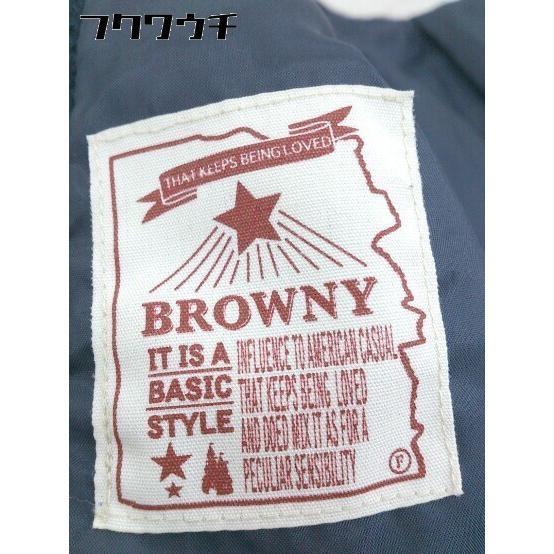 フクワウチ
THAT KEEPS BEING LOVED
BROWNY
IT IS A
BASIC
STYLE
INFLUENCE TO AMERICAN CASUAL
THAT KEEPS BEING LOVED
AND DOED MIX IT AS FOR A
PECULIAR SENSIBILITY
F